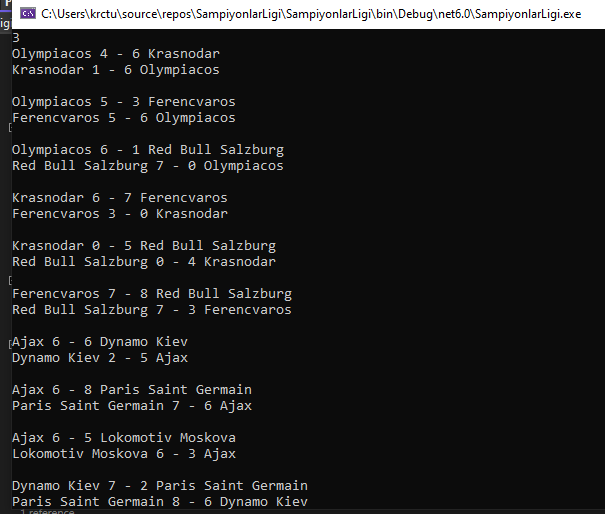 C:\Users\krctu\source\repos\SampiyonlarLigi\SampiyonlarLigi\bin\Debug\net6.0\SampiyonlarLigi.exe
3
Olympiacos 4 - 6 Krasnodar
Krasnodar 1 - 6 Olympiacos
Olympiacos 5 - 3 Ferencvaros
Ferencvaros 5 - 6 Olympiacos
Olympiacos 6 - 1 Red Bull Salzburg
Red Bull Salzburg 7 - 0 Olympiacos
Krasnodar 6 - 7 Ferencvaros
Ferencvaros 3 - 0 Krasnodar
Krasnodar 0 - 5 Red Bull Salzburg
Red Bull Salzburg 0 - 4 Krasnodar
Ferencvaros 7 - 8 Red Bull Salzburg
Red Bull Salzburg 7 - 3 Ferencvaros
Ajax 6 - 6 Dynamo Kiev
Dynamo Kiev 2 - 5 Ajax
Ajax 6 - 8 Paris Saint Germain
Paris Saint Germain 7 - 6 Ajax
Ajax 6 - 5 Lokomotiv Moskova
Lokomotiv Moskova 6 - 3 Ajax
Dynamo Kiev 7 - 2 Paris Saint Germain
Paris Saint Germain 8 - 6 Dynamo Kiev
1 reference